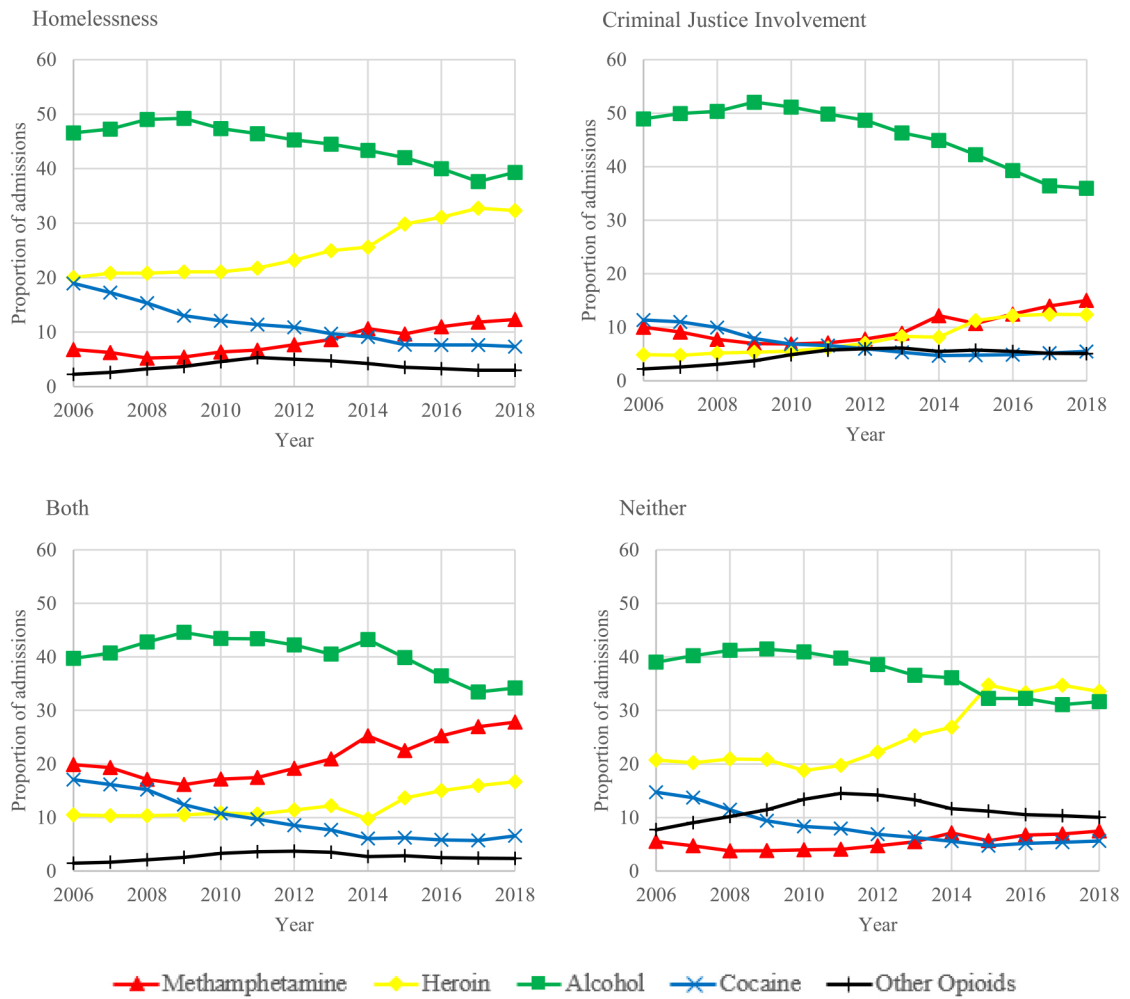 Homelessness
60
50
40
30
20
10
0
Proportion of admissions
2006 2008 2010 2012 2014 2016 2018
Year
Criminal Justice Involvement
60
50
40
30
20
10
0
Proportion of admissions
2006 2008 2010 2012 2014 2016 2018
Year
Both
60
50
40
30
20
10
0
Proportion of admissions
2006 2008 2010 2012 2014 2016 2018
Year
Neither
60
50
40
30
20
10
0
Proportion of admissions
2006 2008 2010 2012 2014 2016 2018
Year
Methamphetamine Heroin Alcohol Cocaine Other Opioids